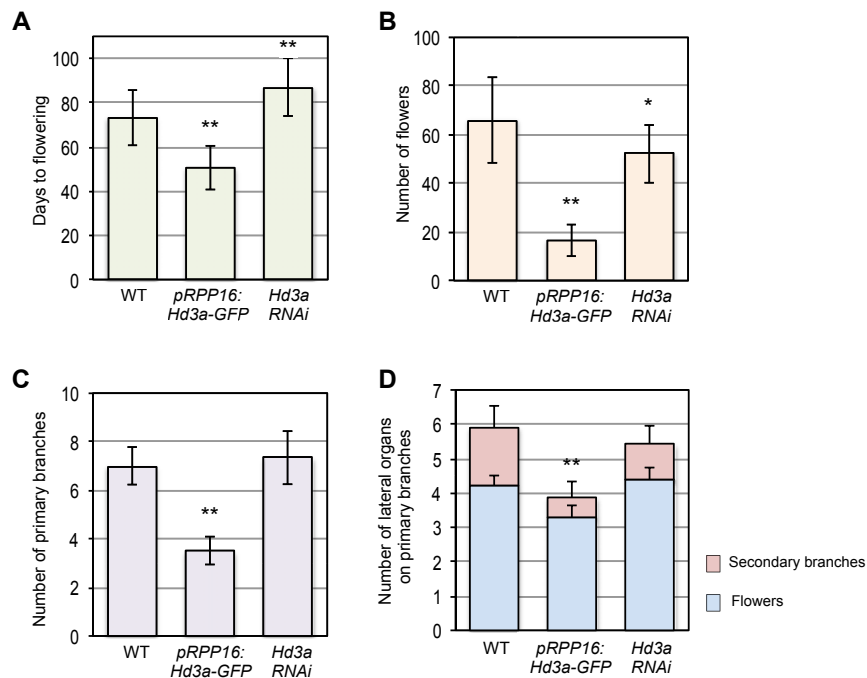 A
Days to flowering
100
80
60
40
20
0
**
**
WT
pRPP16:
Hd3a-GFP
Hd3a
RNAi
B
Number of flowers
100
80
60
40
20
0
**
*
WT
pRPP16:
Hd3a-GFP
Hd3a
RNAi
C
Number of primary branches
10
8
6
4
2
0
**
WT
pRPP16:
Hd3a-GFP
Hd3a
RNAi
D
Number of lateral organs
on primary branches
7
6
5
4
3
2
1
0
**
WT
pRPP16:
Hd3a-GFP
Hd3a
RNAi
Secondary branches
Flowers